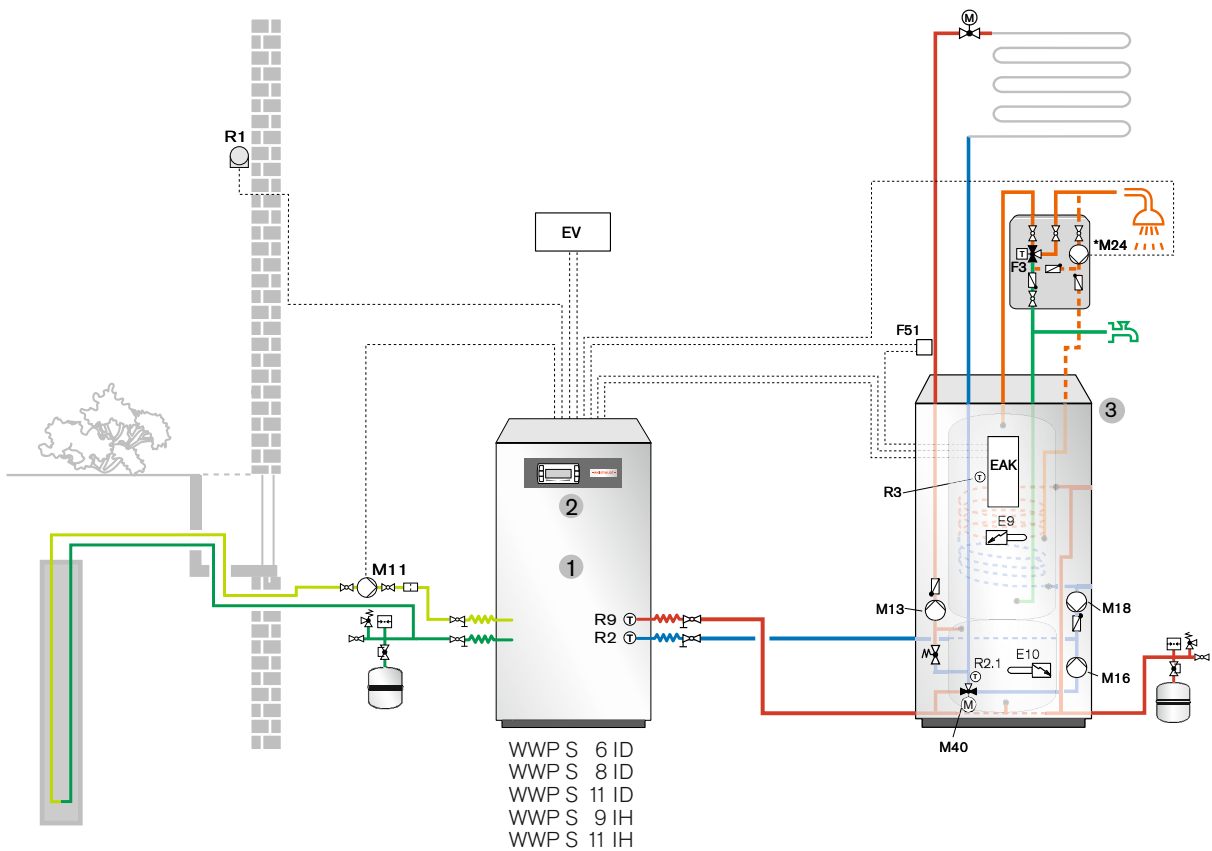 M
R1
EV
*M24
T
F3
F51
3
EAK
R3
T
E9
2
1
M11
M13
M18
R9 T
R2 T
E10
R2.1
T
M16
M
M40
WWP S 6 ID
WWP S 8 ID
WWP S 11 ID
WWP S 9 IH
WWP S 11 IH